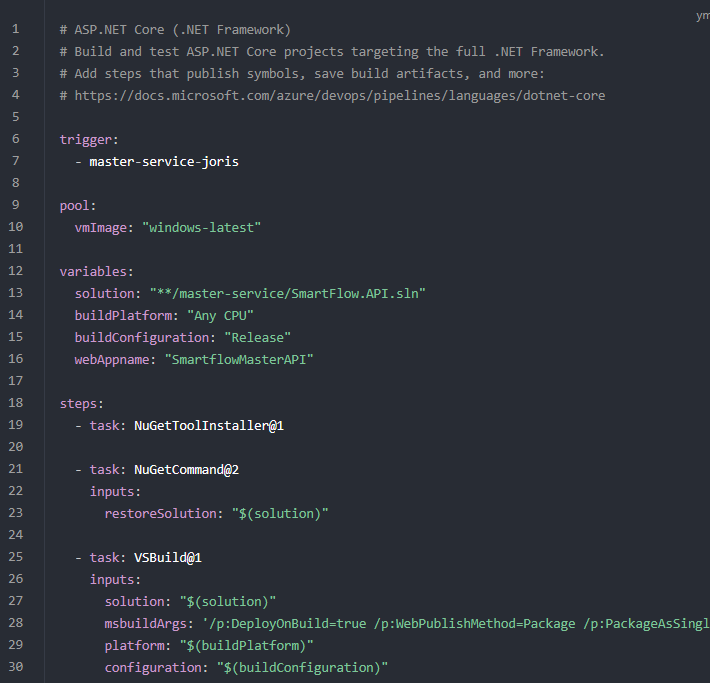 ym
1 # ASP.NET Core (.NET Framework)
2 # Build and test ASP.NET Core projects targeting the full .NET Framework.
3 # Add steps that publish symbols, save build artifacts, and more:
4 # https://docs.microsoft.com/azure/devops/pipelines/languages/dotnet-core
5
6 trigger:
7   - master-service-joris
8
9 pool:
10   vmImage: "windows-latest"
11
12 variables:
13   solution: "**/master-service/SmartFlow.API.sln"
14   buildPlatform: "Any CPU"
15   buildConfiguration: "Release"
16   webAppname: "SmartflowMasterAPI"
17
18 steps:
19   - task: NuGetToolInstaller@1
20
21   - task: NuGetCommand@2
22     inputs:
23       restoreSolution: "$(solution)"
24
25   - task: VSBuild@1
26     inputs:
27       solution: "$(solution)"
28       msbuildArgs: '/p:DeployOnBuild=true /p:WebPublishMethod=Package /p:PackageAsSingl
29       platform: "$(buildPlatform)"
30       configuration: "$(buildConfiguration)"